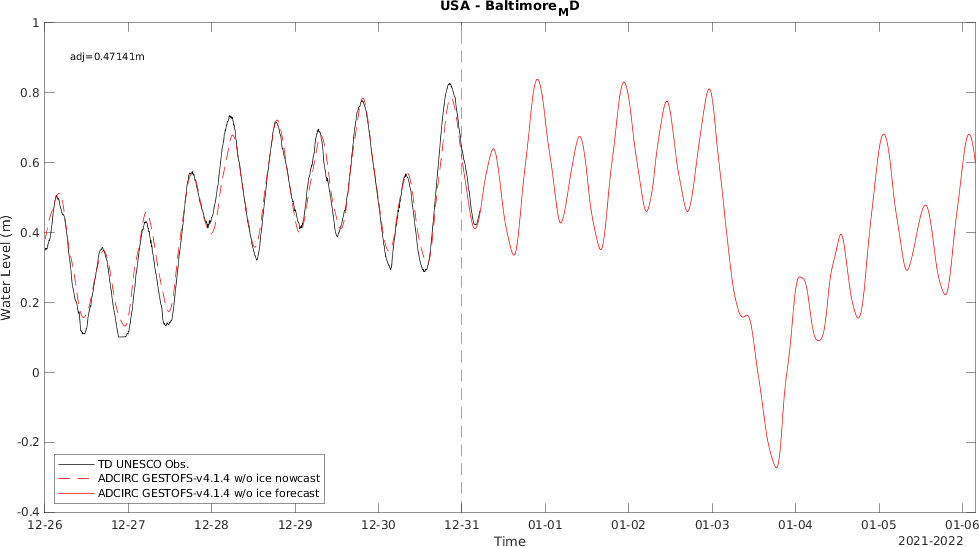 USA - Baltimore_MD
1
adj=0.47141m
0.8
0.6
0.4
0.2
0
-0.2
-0.4
Water Level (m)
TD UNESCO Obs.
ADCIRC GESTOFS-v4.1.4 w/o ice nowcast
ADCIRC GESTOFS-v4.1.4 w/o ice forecast
12-26 12-27 12-28 12-29 12-30 12-31 01-01 01-02 01-03 01-04 01-05 01-06
Time
2021-2022